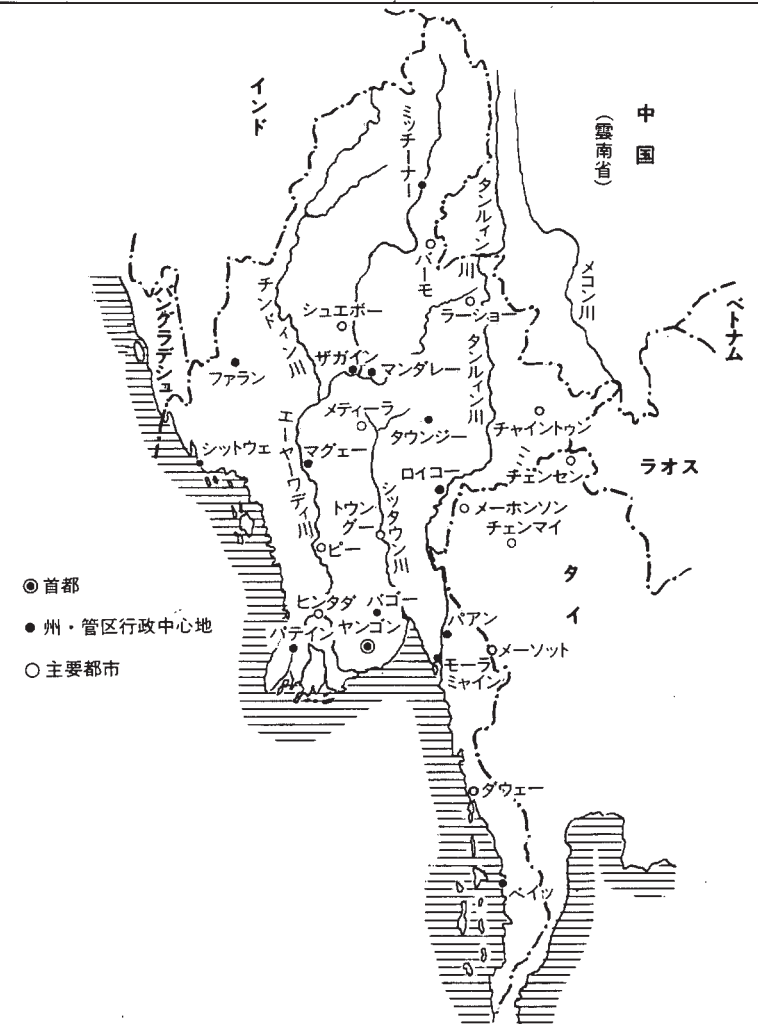 インド
中国
(雲南省)
ミッチーナー
タンルィン川
バーモ
メコン川
ベトナム
バングラデシュ
チンドィン川
シュエボー
ラーショー
ファラン
ザガイン
マンダレー
タンルィン川
メティーラ
タウンジー
チャイントゥン
シットウェ
エーヤーワディ川
マグェー
ロイコー
チェンセン
ラオス
シッタウン川
トウングー
メーホンソン
チェンマイ
ピー
タイ
◉首都
●州・管区行政中心地
○主要都市
ヒンタダ
バゴー
パテイン
ヤンゴン
パアン
メーソット
モーラミャイン
ダウェー
ベイッ